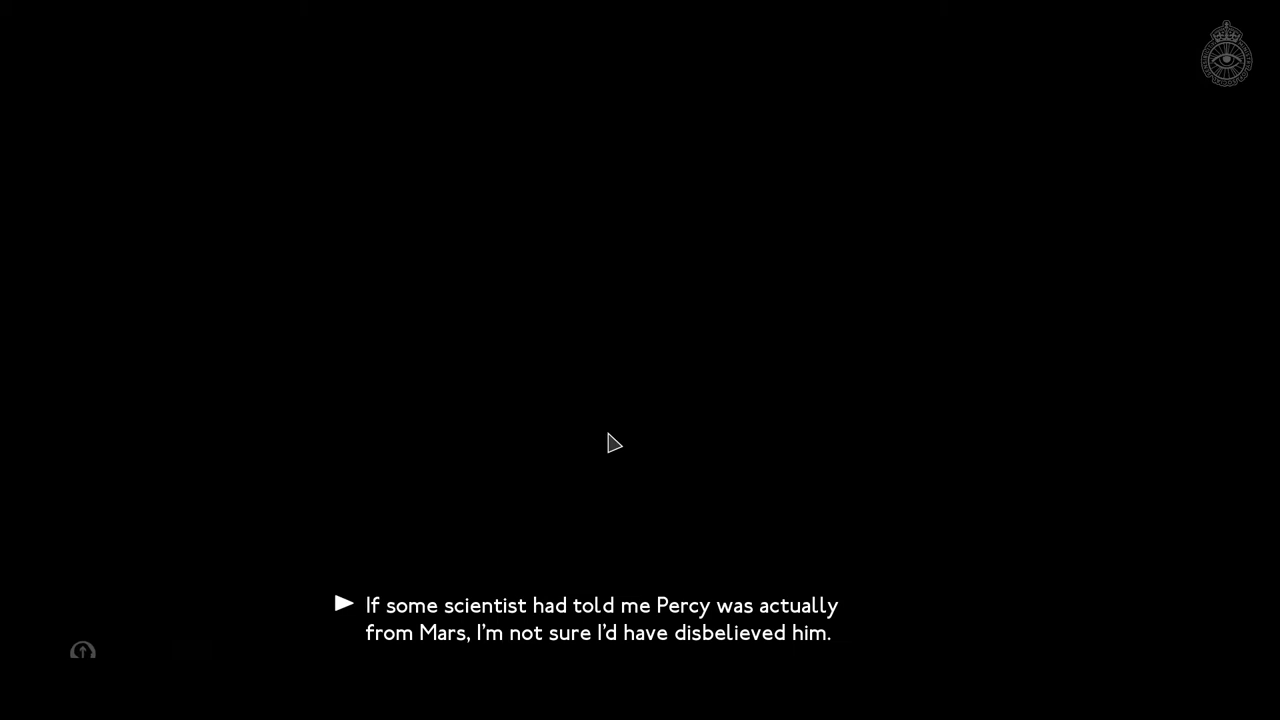 If some scientist had told me Percy was actually
from Mars, I'm not sure I'd have disbelieved him.